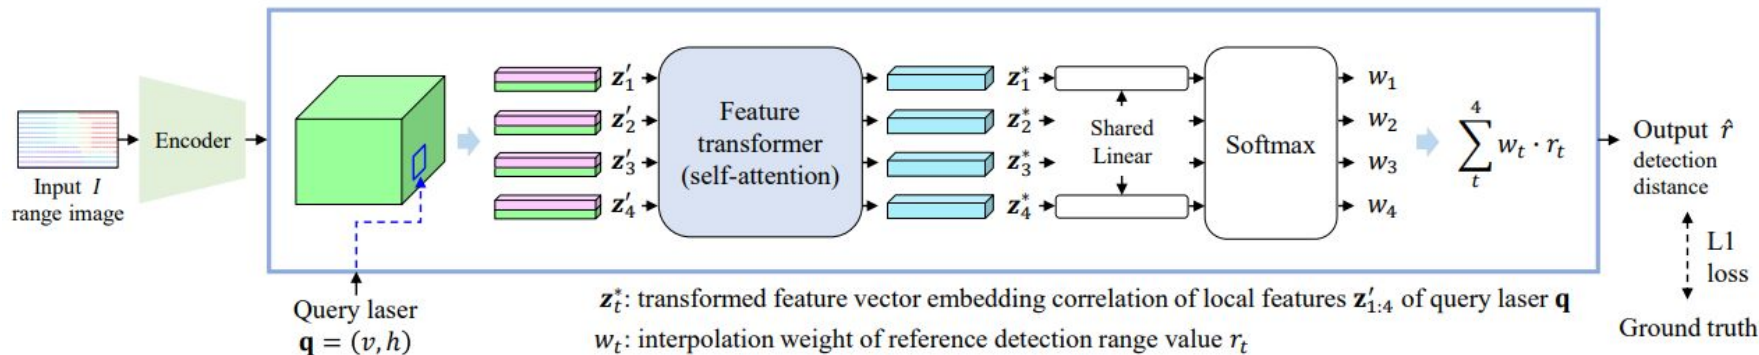 Input I
range image
Encoder
Query laser
q = (v, h)
z′₁
z′₂
z′₃
z′₄
Feature
transformer
(self-attention)
z*₁
z*₂
z*₃
z*₄
Shared
Linear
Softmax
w₁
w₂
w₃
w₄
∑⁴ₜ wₜ · rₜ
Output r̂
detection
distance
L1
loss
Ground truth
z*ₜ: transformed feature vector embedding correlation of local features z′₁:₄ of query laser q
wₜ: interpolation weight of reference detection range value rₜ